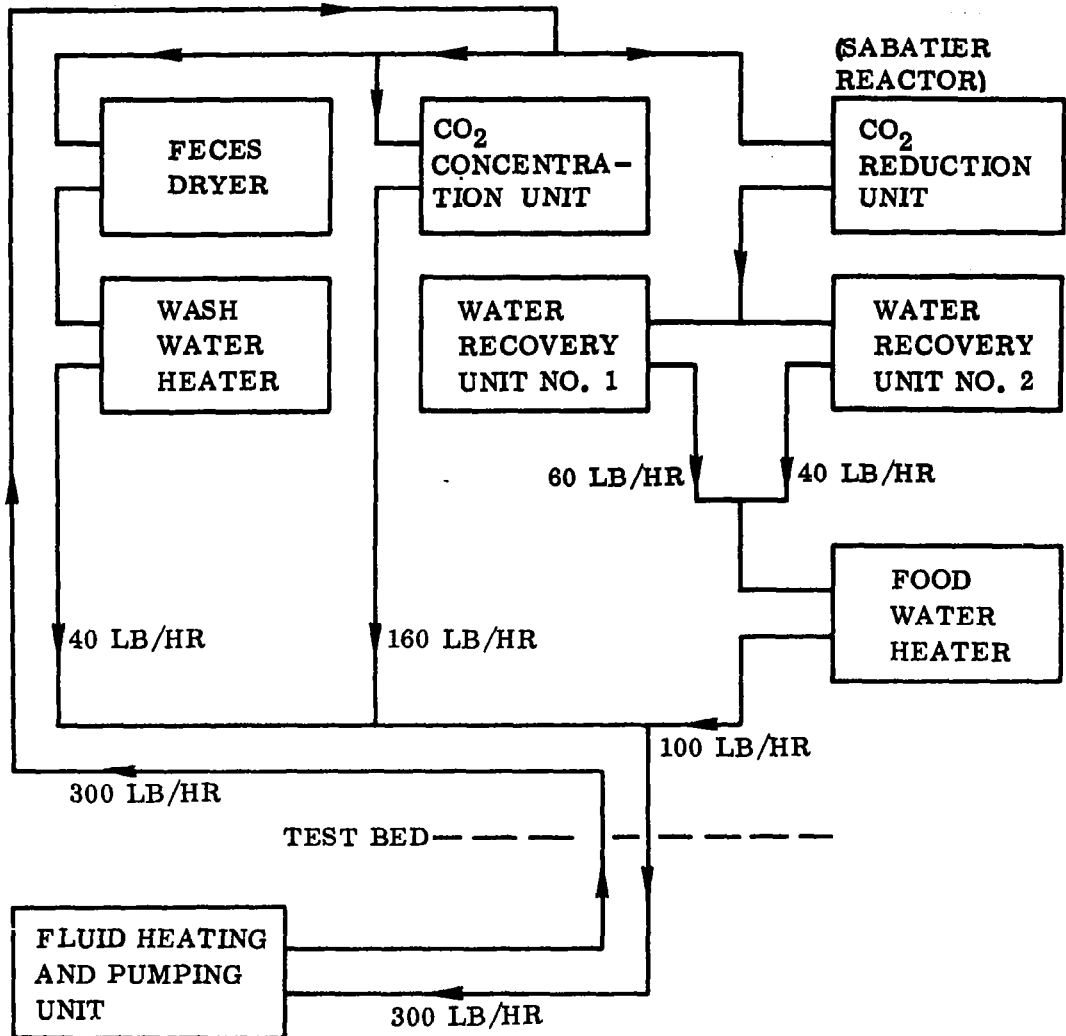 (SABATIER
REACTOR)
FECES
DRYER
CO2
CONCENTRA-
TION UNIT
CO2
REDUCTION
UNIT
WASH
WATER
HEATER
WATER
RECOVERY
UNIT NO. 1
WATER
RECOVERY
UNIT NO. 2
60 LB/HR
40 LB/HR
FOOD
WATER
HEATER
40 LB/HR
160 LB/HR
100 LB/HR
300 LB/HR
TEST BED
FLUID HEATING
AND PUMPING
UNIT
300 LB/HR